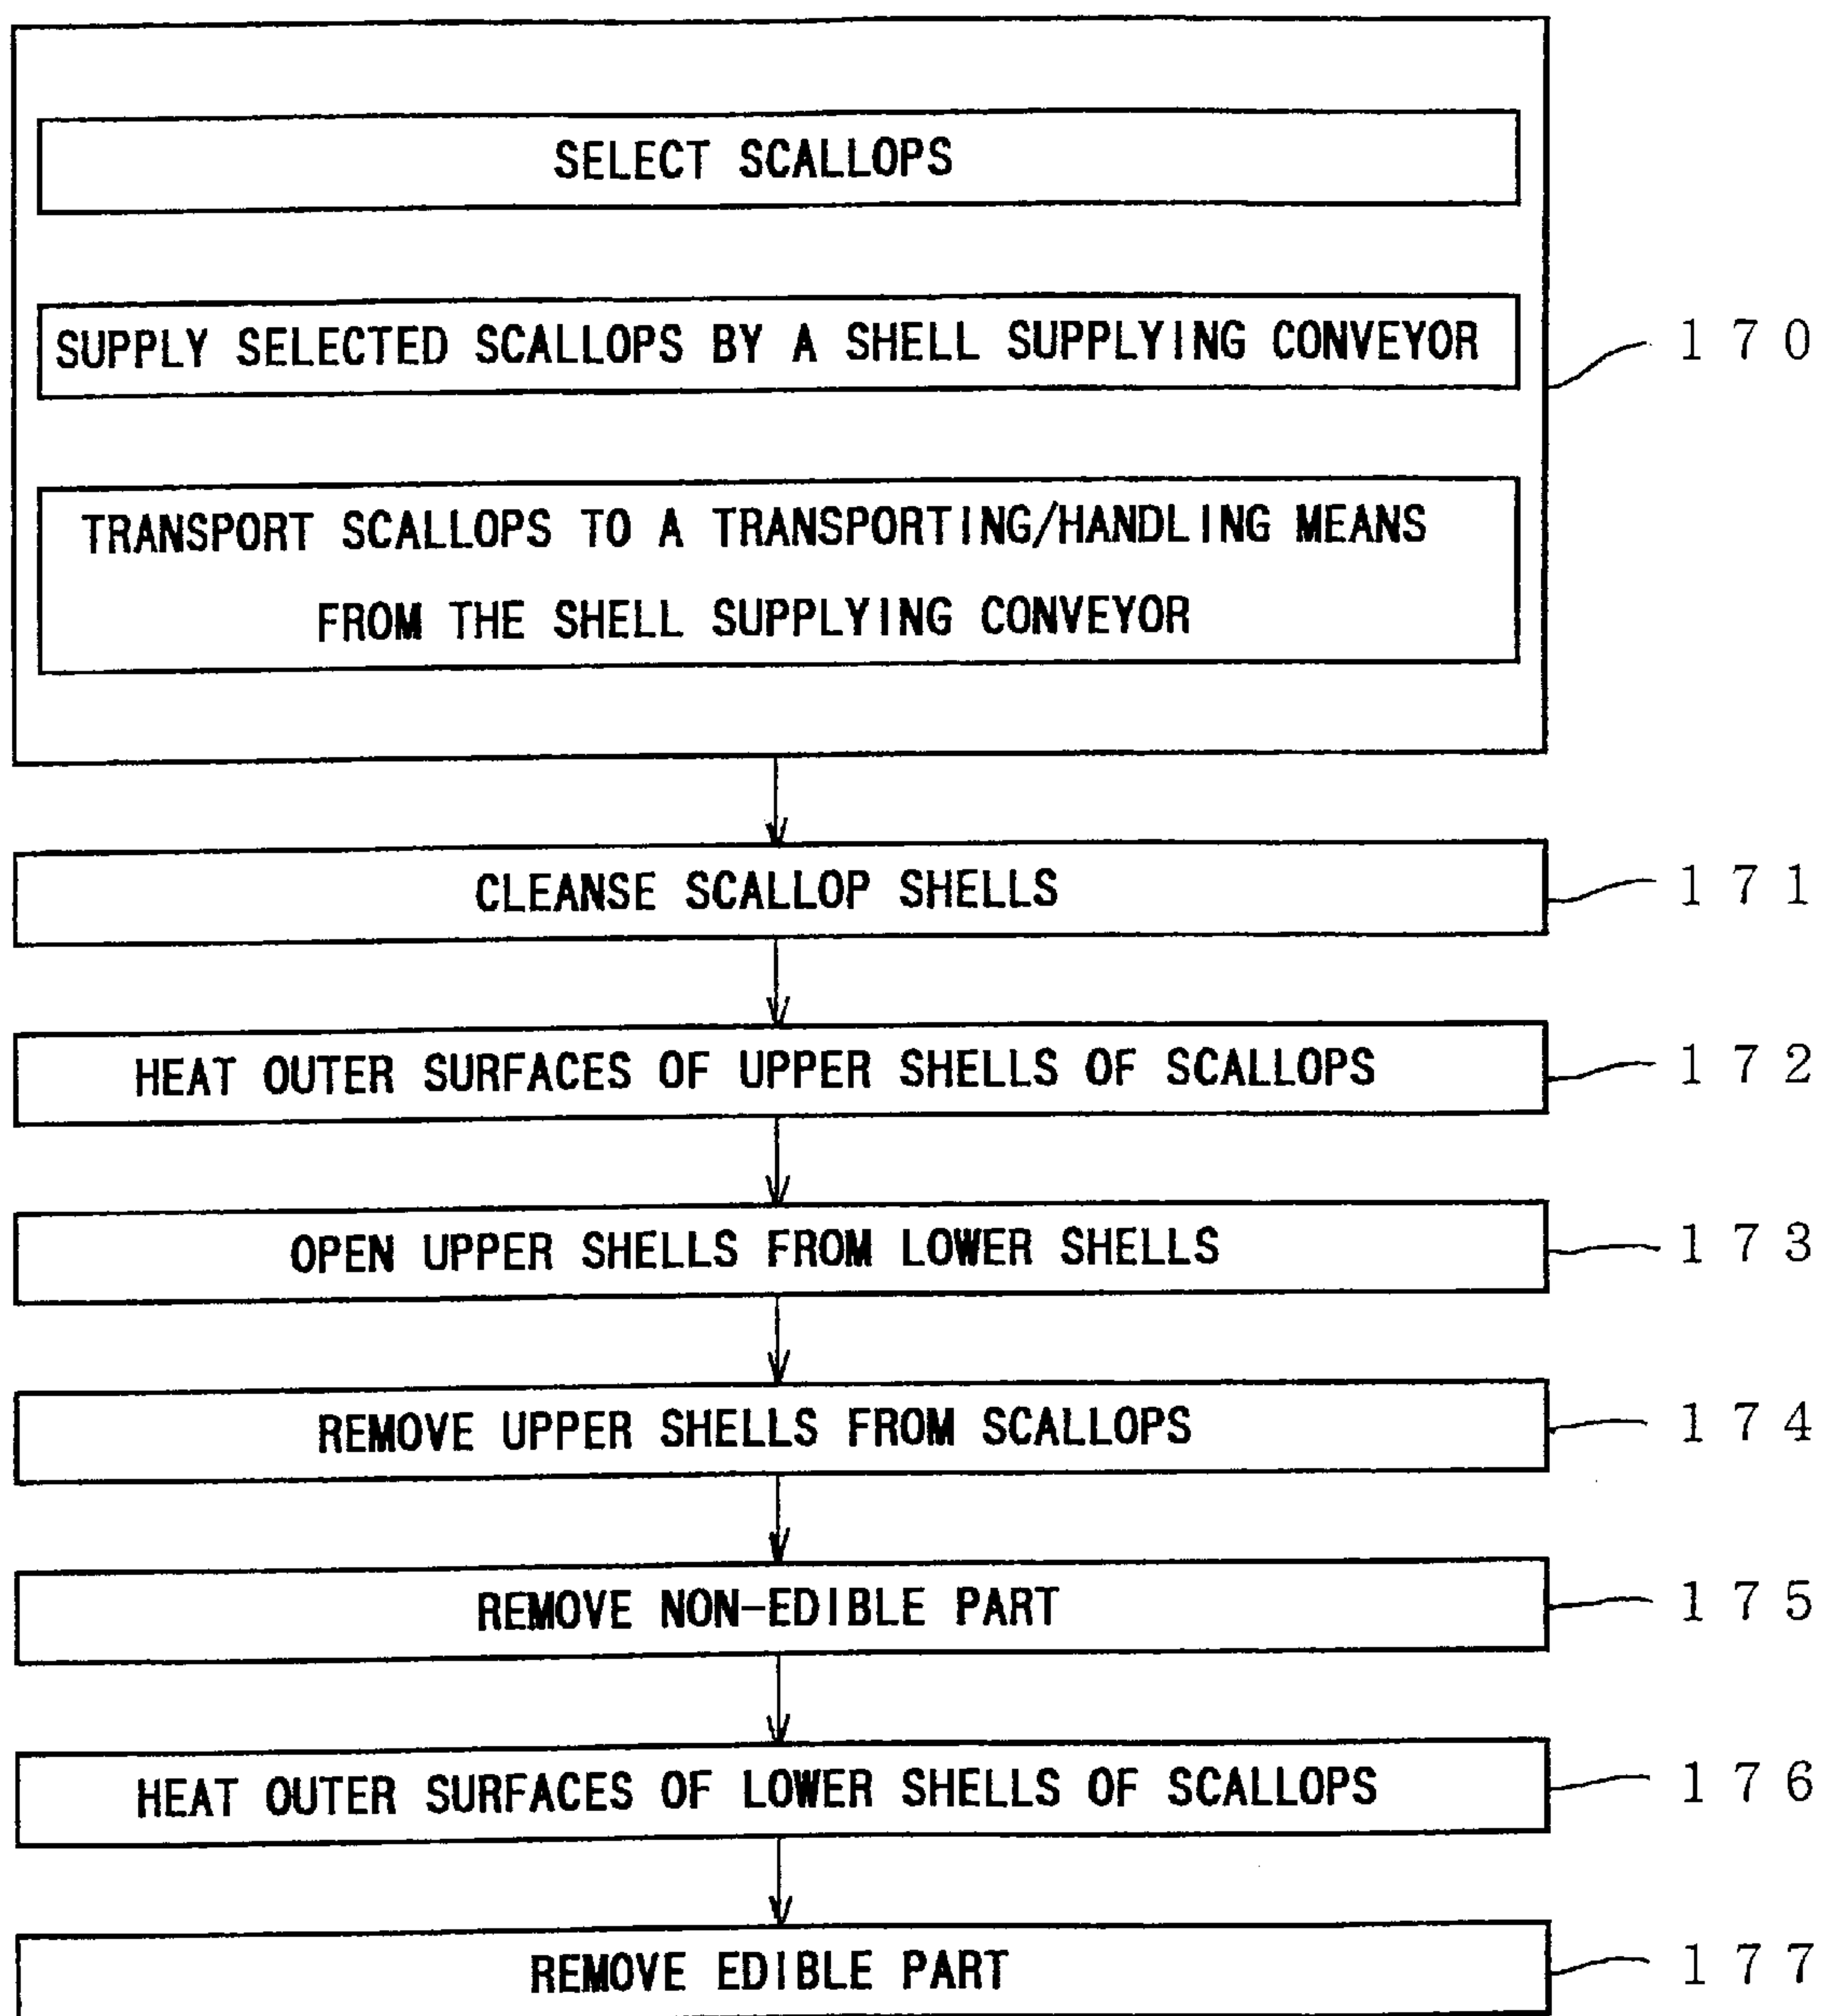 SELECT SCALLOPS
SUPPLY SELECTED SCALLOPS BY A SHELL SUPPLYING CONVEYOR
170
TRANSPORT SCALLOPS TO A TRANSPORTING/HANDLING MEANS
FROM THE SHELL SUPPLYING CONVEYOR
CLEANSE SCALLOP SHELLS
171
HEAT OUTER SURFACES OF UPPER SHELLS OF SCALLOPS
172
OPEN UPPER SHELLS FROM LOWER SHELLS
173
REMOVE UPPER SHELLS FROM SCALLOPS
174
REMOVE NON-EDIBLE PART
175
HEAT OUTER SURFACES OF LOWER SHELLS OF SCALLOPS
176
REMOVE EDIBLE PART
177